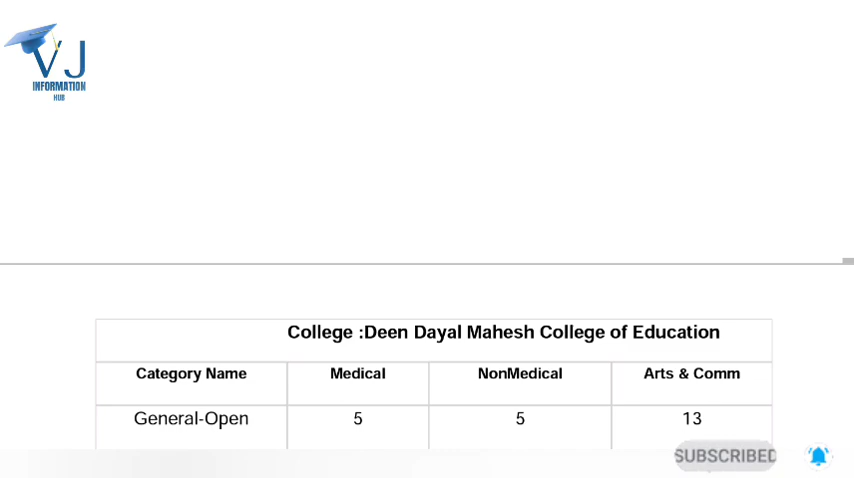 VJ
INFORMATION
HUB
College :Deen Dayal Mahesh College of Education
Category Name Medical NonMedical Arts & Comm
General-Open 5 5 13
SUBSCRIBED